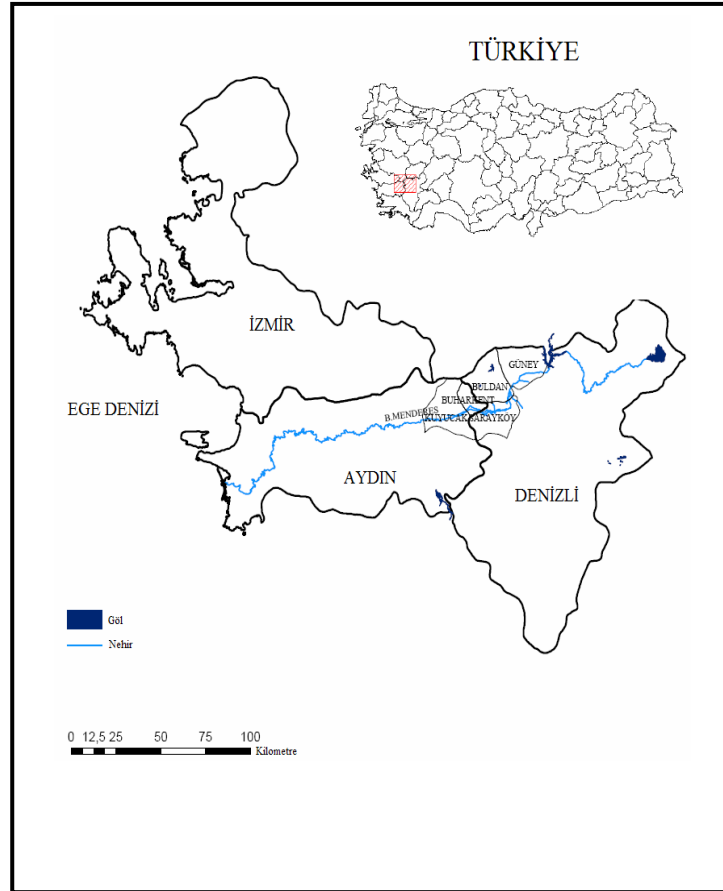 TÜRKİYE
İZMİR
GÜNEY
BULDAN
BUHARKENT
EGE DENİZİ
B.MENDERES
KUYUCAK SARAYKÖY
AYDIN
DENİZLİ
Göl
Nehir
0 12,5 25 50 75 100
Kilometre